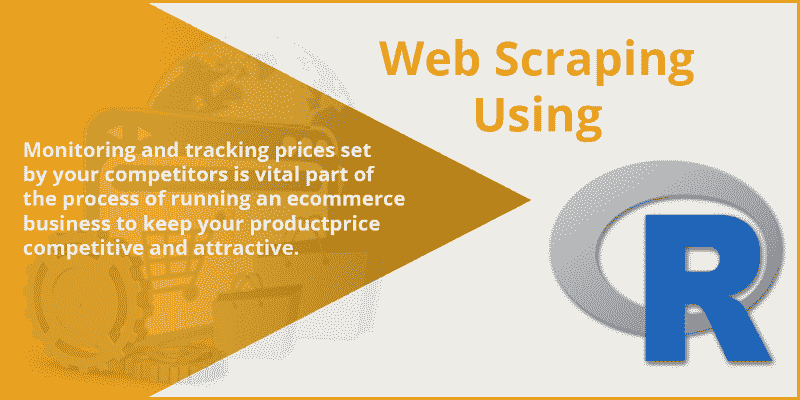 Web Scraping
Using
R
Monitoring and tracking prices set
by your competitors is vital part of
the process of running an ecommerce
business to keep your productprice
competitive and attractive.